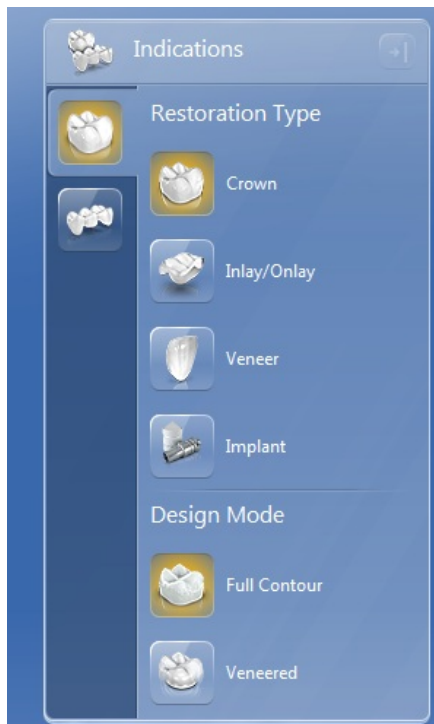 Indications
Restoration Type
Crown
Inlay/Onlay
Veneer
Implant
Design Mode
Full Contour
Veneered